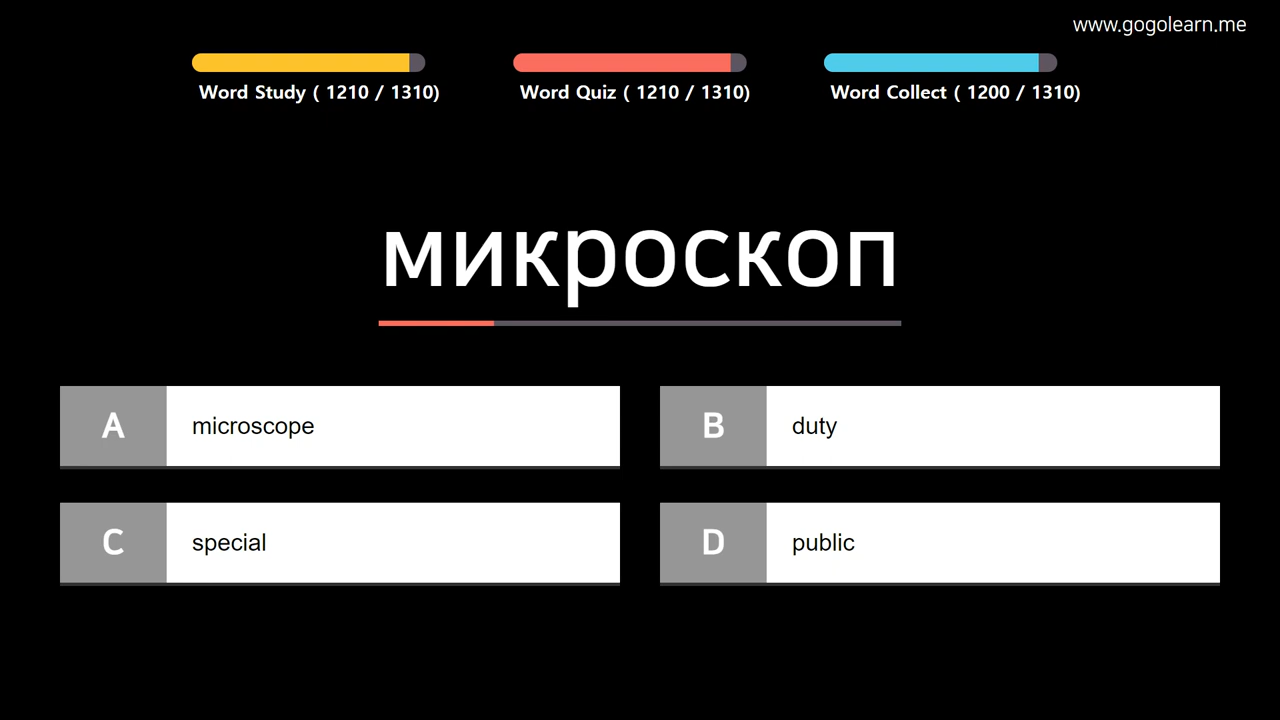 www.gogolearn.me
Word Study ( 1210 / 1310)
Word Quiz ( 1210 / 1310)
Word Collect ( 1200 / 1310)
микроскоп
A microscope
B duty
C special
D public